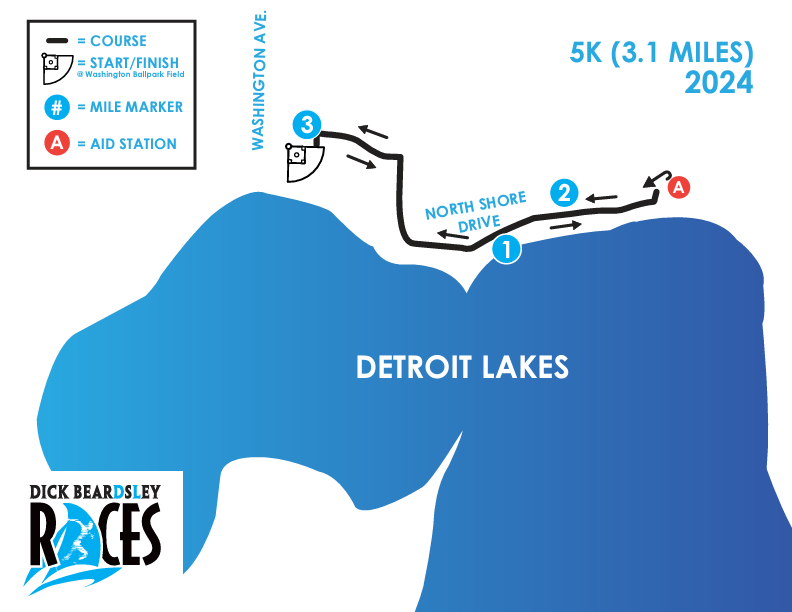 = COURSE
= START/FINISH
@ Washington Ballpark Field
# = MILE MARKER
A = AID STATION
WASHINGTON AVE.
5K (3.1 MILES)
2024
3
A
2
NORTH SHORE
DRIVE
1
DETROIT LAKES
DICK BEARDSLEY
RACES